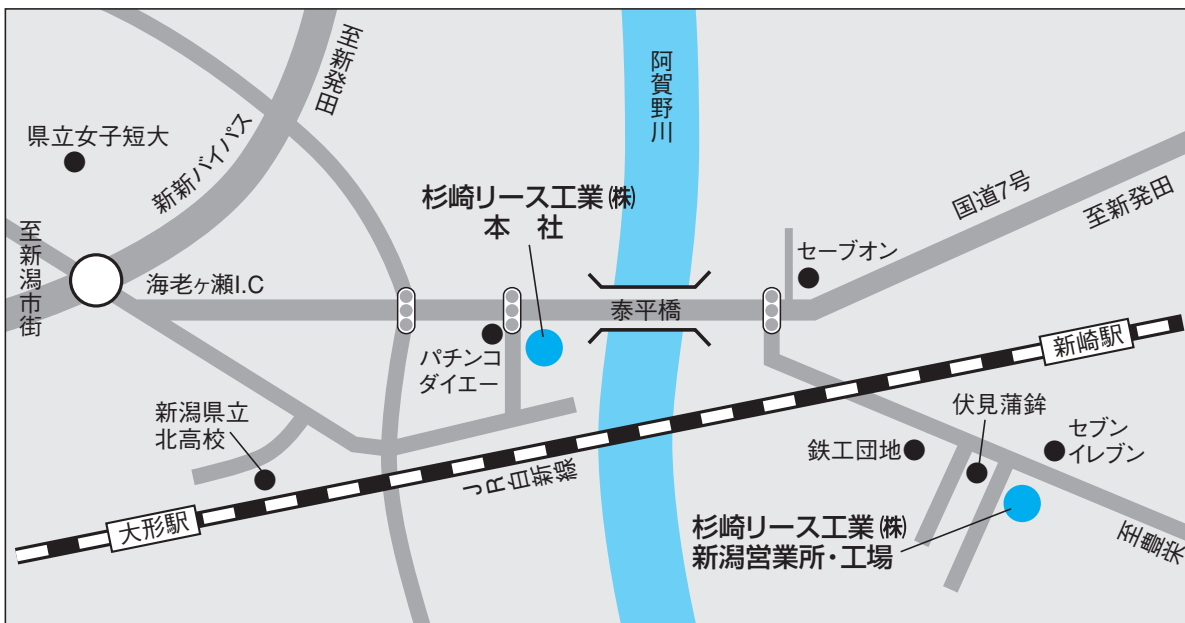 至新発田
阿賀野川
県立女子短大
新新バイパス
国道7号
至新発田
杉崎リース工業㈱
本 社
至新潟市街
セーブオン
海老ヶ瀬I.C
泰平橋
パチンコ
ダイエー
新崎駅
新潟県立
北高校
伏見蒲鉾
鉄工団地
セブン
イレブン
JR白新線
大形駅
杉崎リース工業㈱
新潟営業所・工場
至豊栄